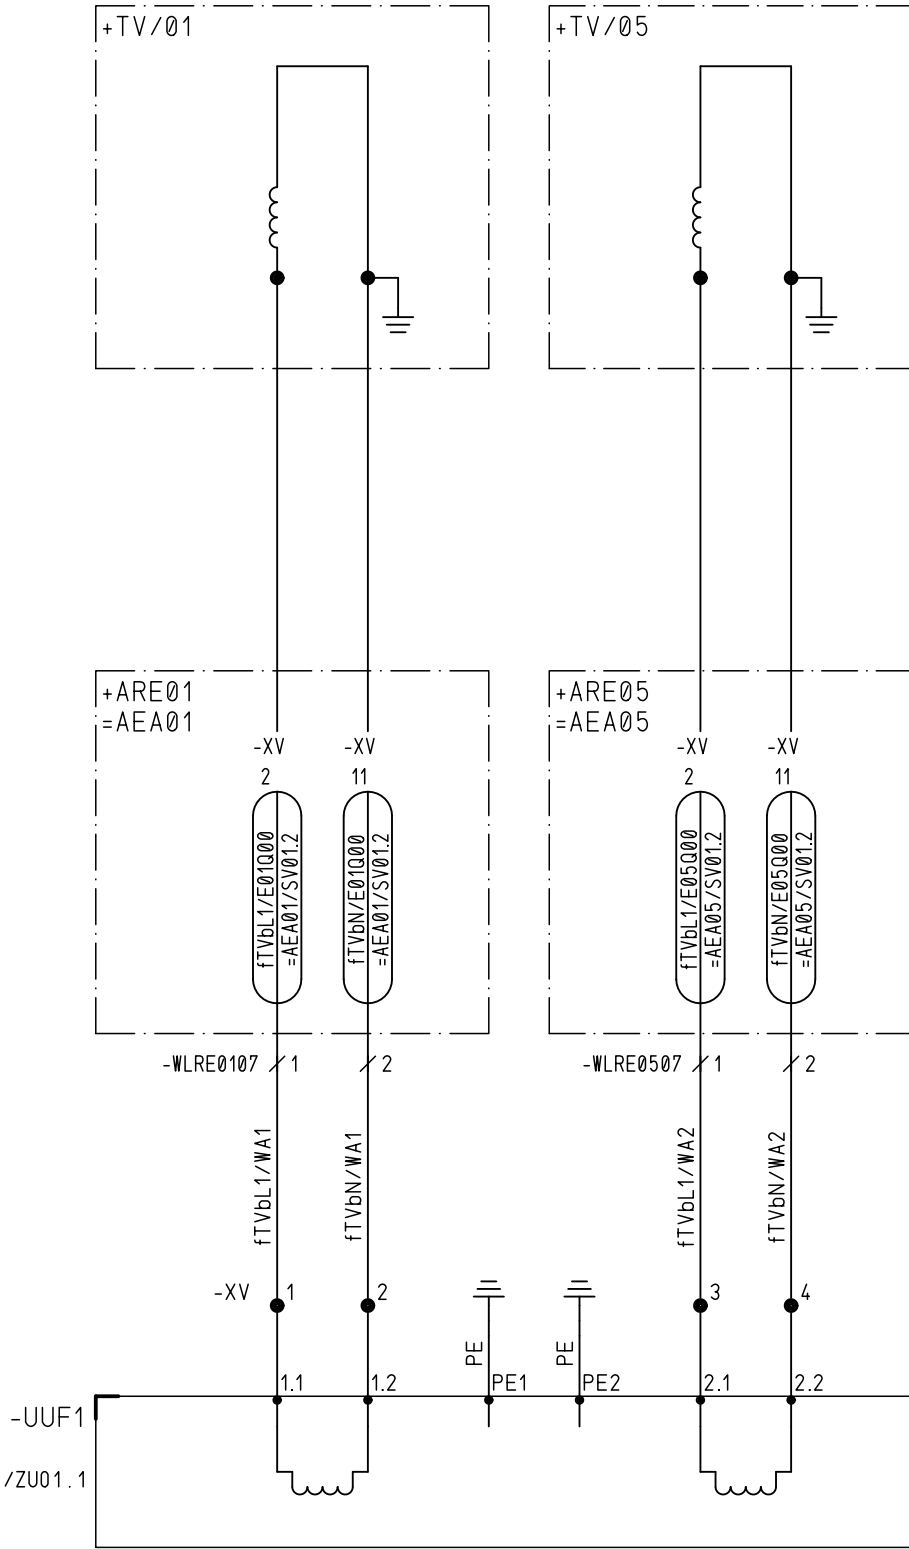 +TV/01
+TV/05
+ARE01
=AEA01
+ARE05
=AEA05
-XV
-XV
-XV
-XV
2
11
2
11
fTVbL1/E01Q00
=AEA01/SV01.2
fTVbN/E01Q00
=AEA01/SV01.2
fTVbL1/E05Q00
=AEA05/SV01.2
fTVbN/E05Q00
=AEA05/SV01.2
-WLRE0107
1
2
-WLRE0507
1
2
fTVbL1/WA1
fTVbN/WA1
fTVbL1/WA2
fTVbN/WA2
-XV
1
2
3
4
PE
PE
1.1
1.2
PE1
PE2
2.1
2.2
-UUF1
/ZU01.1